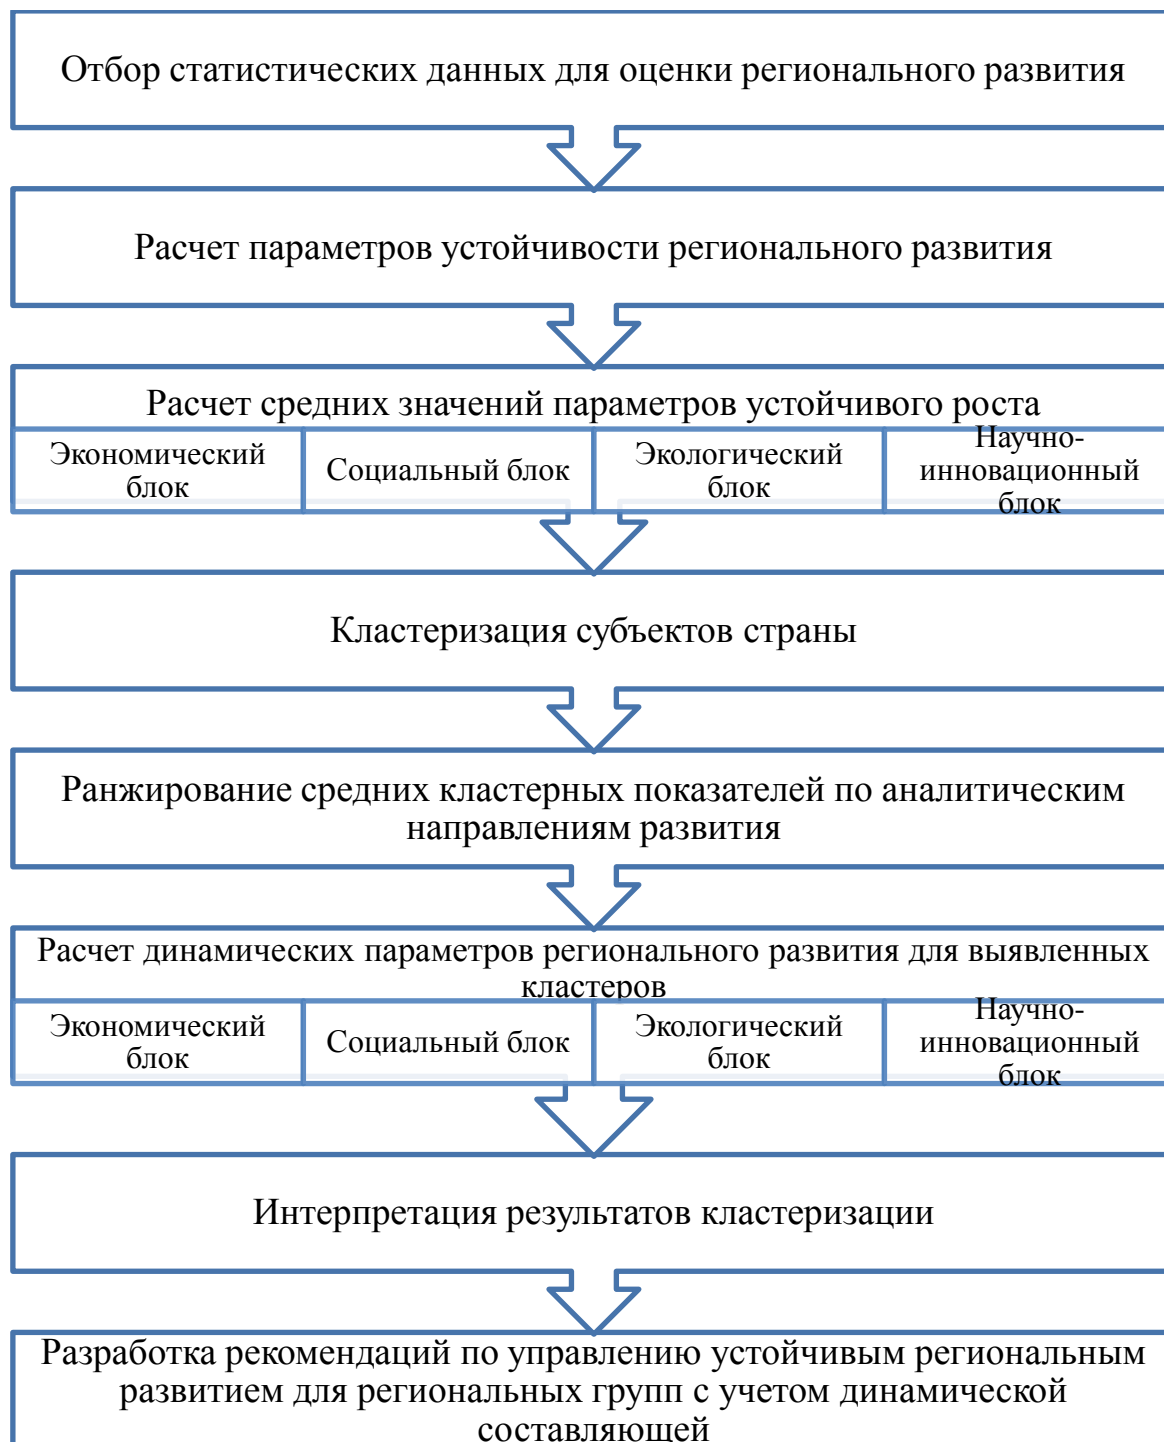 Отбор статистических данных для оценки регионального развития
Расчет параметров устойчивости регионального развития
Расчет средних значений параметров устойчивого роста
Экономический
блок
Социальный блок
Экологический
блок
Научно-
инновационный
блок
Кластеризация субъектов страны
Ранжирование средних кластерных показателей по аналитическим
направлениям развития
Расчет динамических параметров регионального развития для выявленных
кластеров
Экономический
блок
Социальный блок
Экологический
блок
Научно-
инновационный
блок
Интерпретация результатов кластеризации
Разработка рекомендаций по управлению устойчивым региональным
развитием для региональных групп с учетом динамической
составляющей